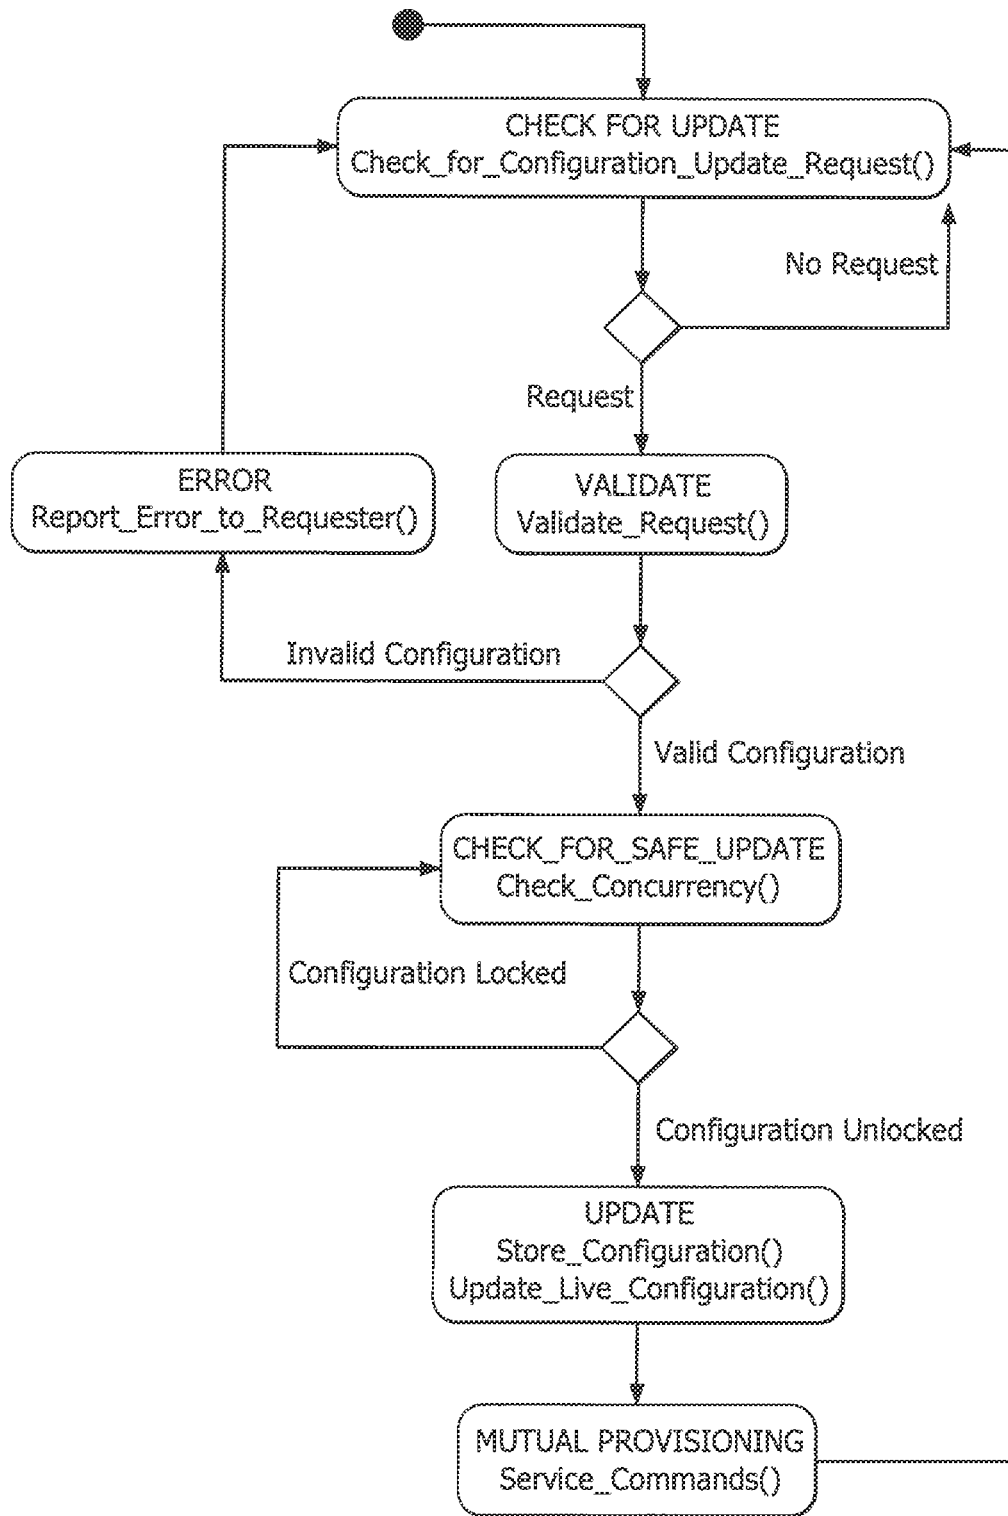 CHECK FOR UPDATE
Check_for_Configuration_Update_Request()
No Request
Request
ERROR
Report_Error_to_Requester()
VALIDATE
Validate_Request()
Invalid Configuration
Valid Configuration
CHECK_FOR_SAFE_UPDATE
Check_Concurrency()
Configuration Locked
Configuration Unlocked
UPDATE
Store_Configuration()
Update_Live_Configuration()
MUTUAL PROVISIONING
Service_Commands()